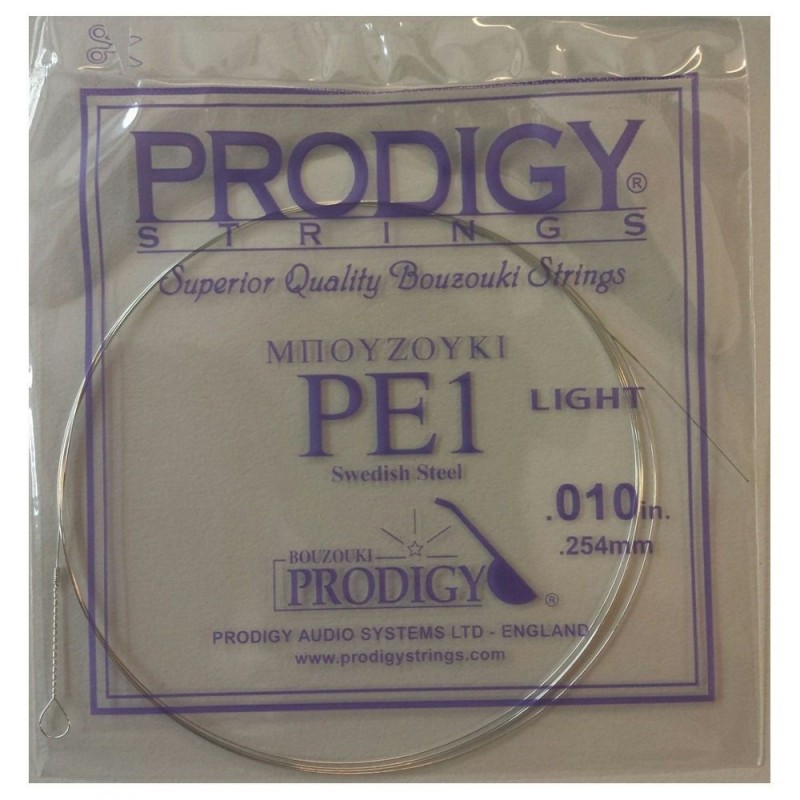 PRODIGY®
STRINGS
Superior Quality Bouzouki Strings
ΜΠΟΥΖΟΥΚΙ
PE1 LIGHT
Swedish Steel
.010in.
.254mm
BOUZOUKI
PRODIGY ®
PRODIGY AUDIO SYSTEMS LTD - ENGLAND
www.prodigystrings.com